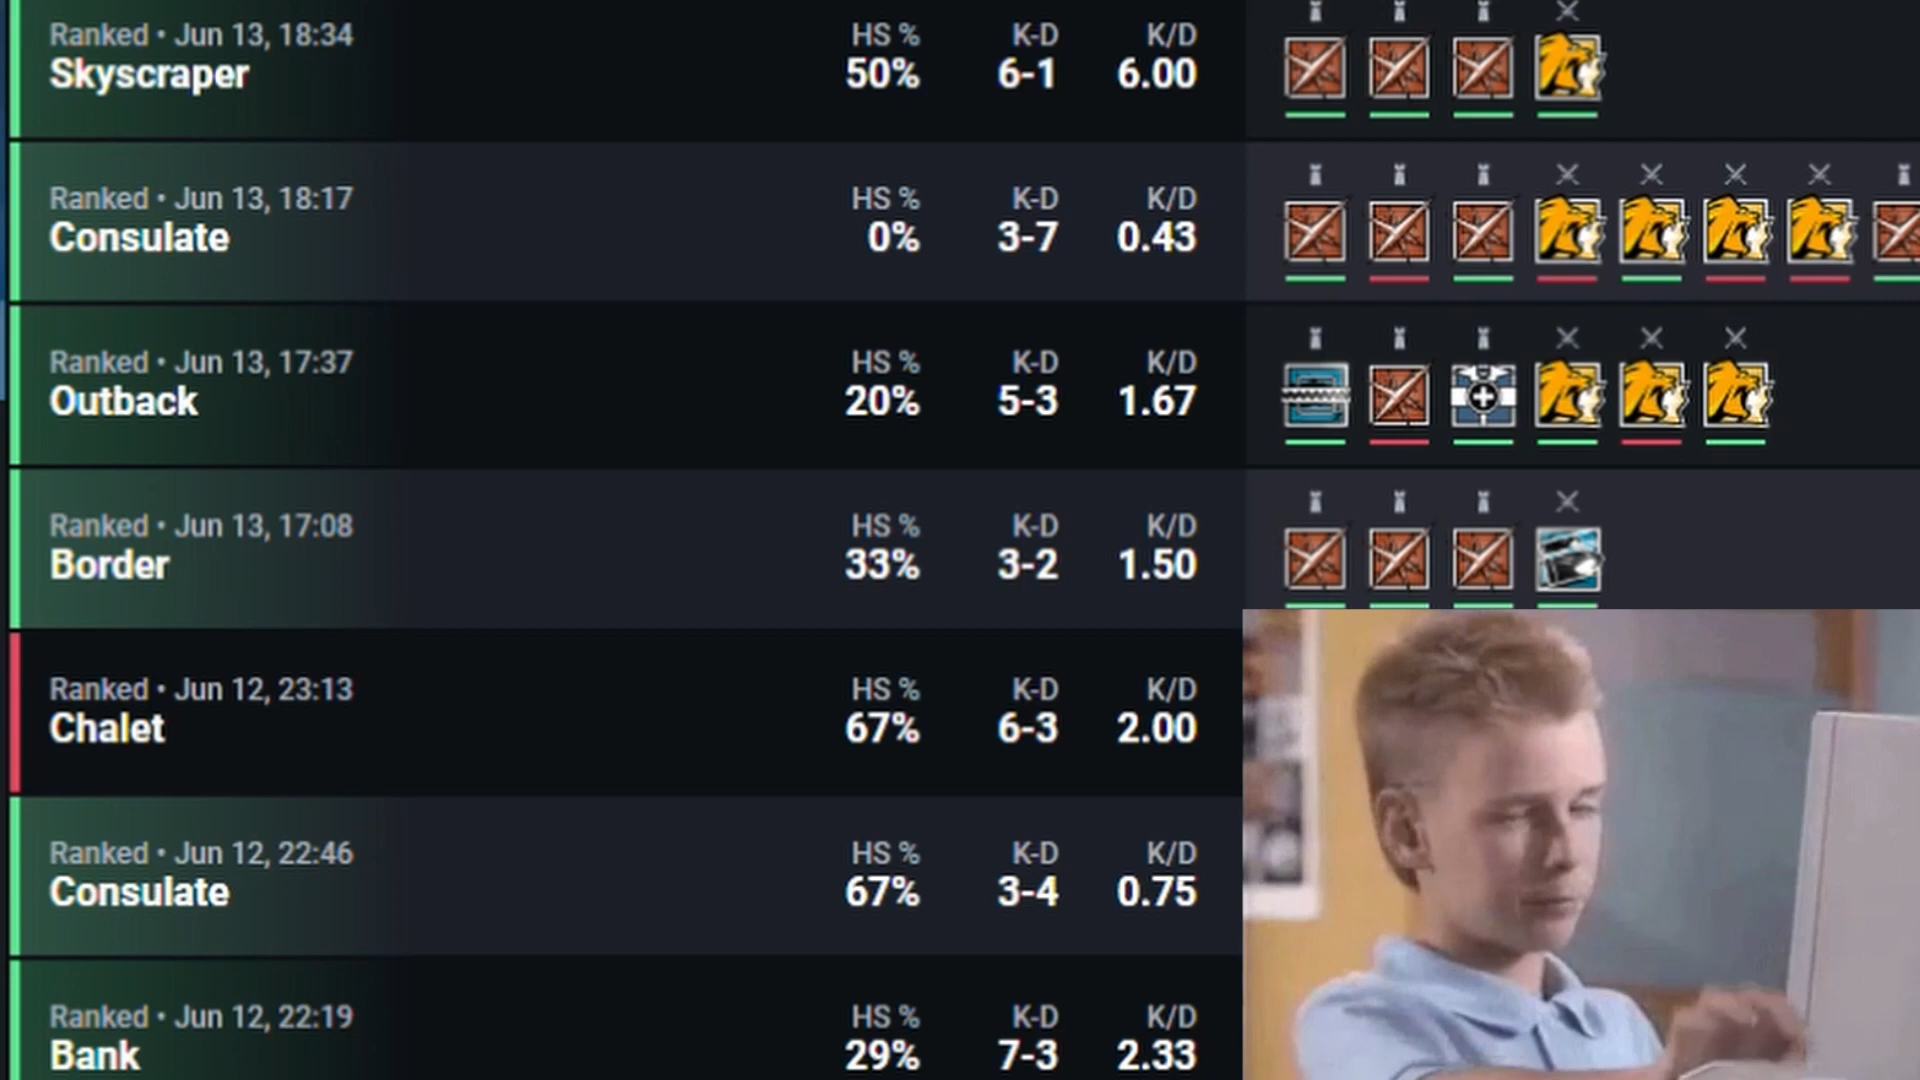 Ranked • Jun 13, 18:34 HS % K-D K/D
Skyscraper 50% 6-1 6.00
Ranked • Jun 13, 18:17 HS % K-D K/D
Consulate 0% 3-7 0.43
Ranked • Jun 13, 17:37 HS % K-D K/D
Outback 20% 5-3 1.67
Ranked • Jun 13, 17:08 HS % K-D K/D
Border 33% 3-2 1.50
Ranked • Jun 12, 23:13 HS % K-D K/D
Chalet 67% 6-3 2.00
Ranked • Jun 12, 22:46 HS % K-D K/D
Consulate 67% 3-4 0.75
Ranked • Jun 12, 22:19 HS % K-D K/D
Bank 29% 7-3 2.33